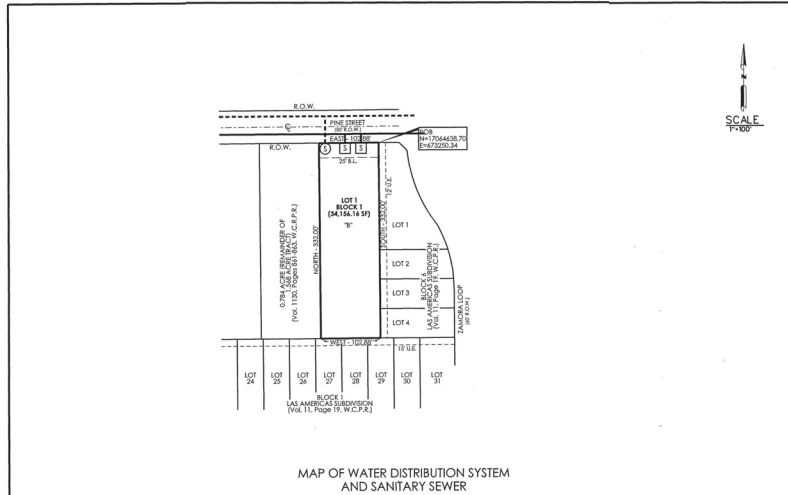 N
SCALE
1"=100'
R.O.W.
PINE STREET
(80' R.O.W.)
EAST - 102.88'
R.O.W.
POB
N=17064638.70
E=673250.34
S
S
S
25' B.L.
12' U.E.
LOT 1
BLOCK 1
(34,156.16 SF)
"B"
NORTH - 332.00'
SOUTH - 332.00'
0.784 ACRE (REMAINDER OF
1.568 ACRE TRACT)
(Vol. 1130, Pages 861-863, W.C.R.P.R.)
LOT 1
LOT 2
LOT 3
LOT 4
BLOCK 6
LAS AMERICAS SUBDIVISION
(Vol. 11, Page 19, W.C.P.R.)
ZAMORA LOOP
(60' R.O.W.)
WEST - 102.88'
15' U.E.
LOT
24
LOT
25
LOT
26
LOT
27
LOT
28
LOT
29
LOT
30
LOT
31
BLOCK 1
LAS AMERICAS SUBDIVISION
(Vol. 11, Page 19, W.C.P.R.)
MAP OF WATER DISTRIBUTION SYSTEM
AND SANITARY SEWER